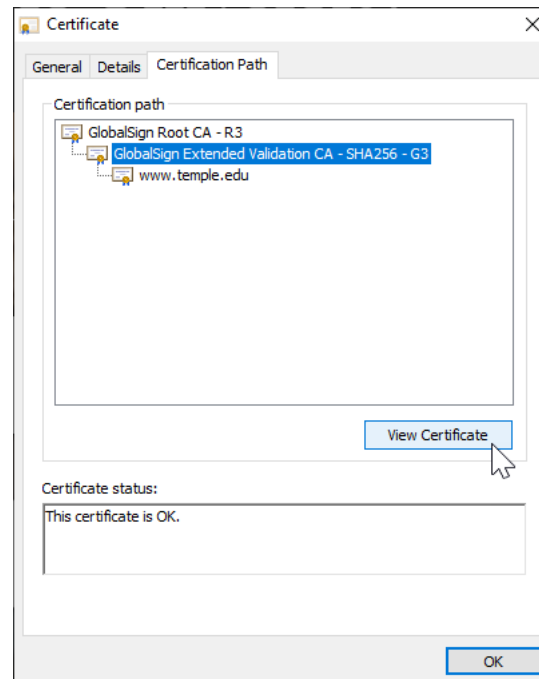 Certificate
General Details Certification Path
Certification path
GlobalSign Root CA - R3
GlobalSign Extended Validation CA - SHA256 - G3
www.temple.edu
View Certificate
Certificate status:
This certificate is OK.
OK